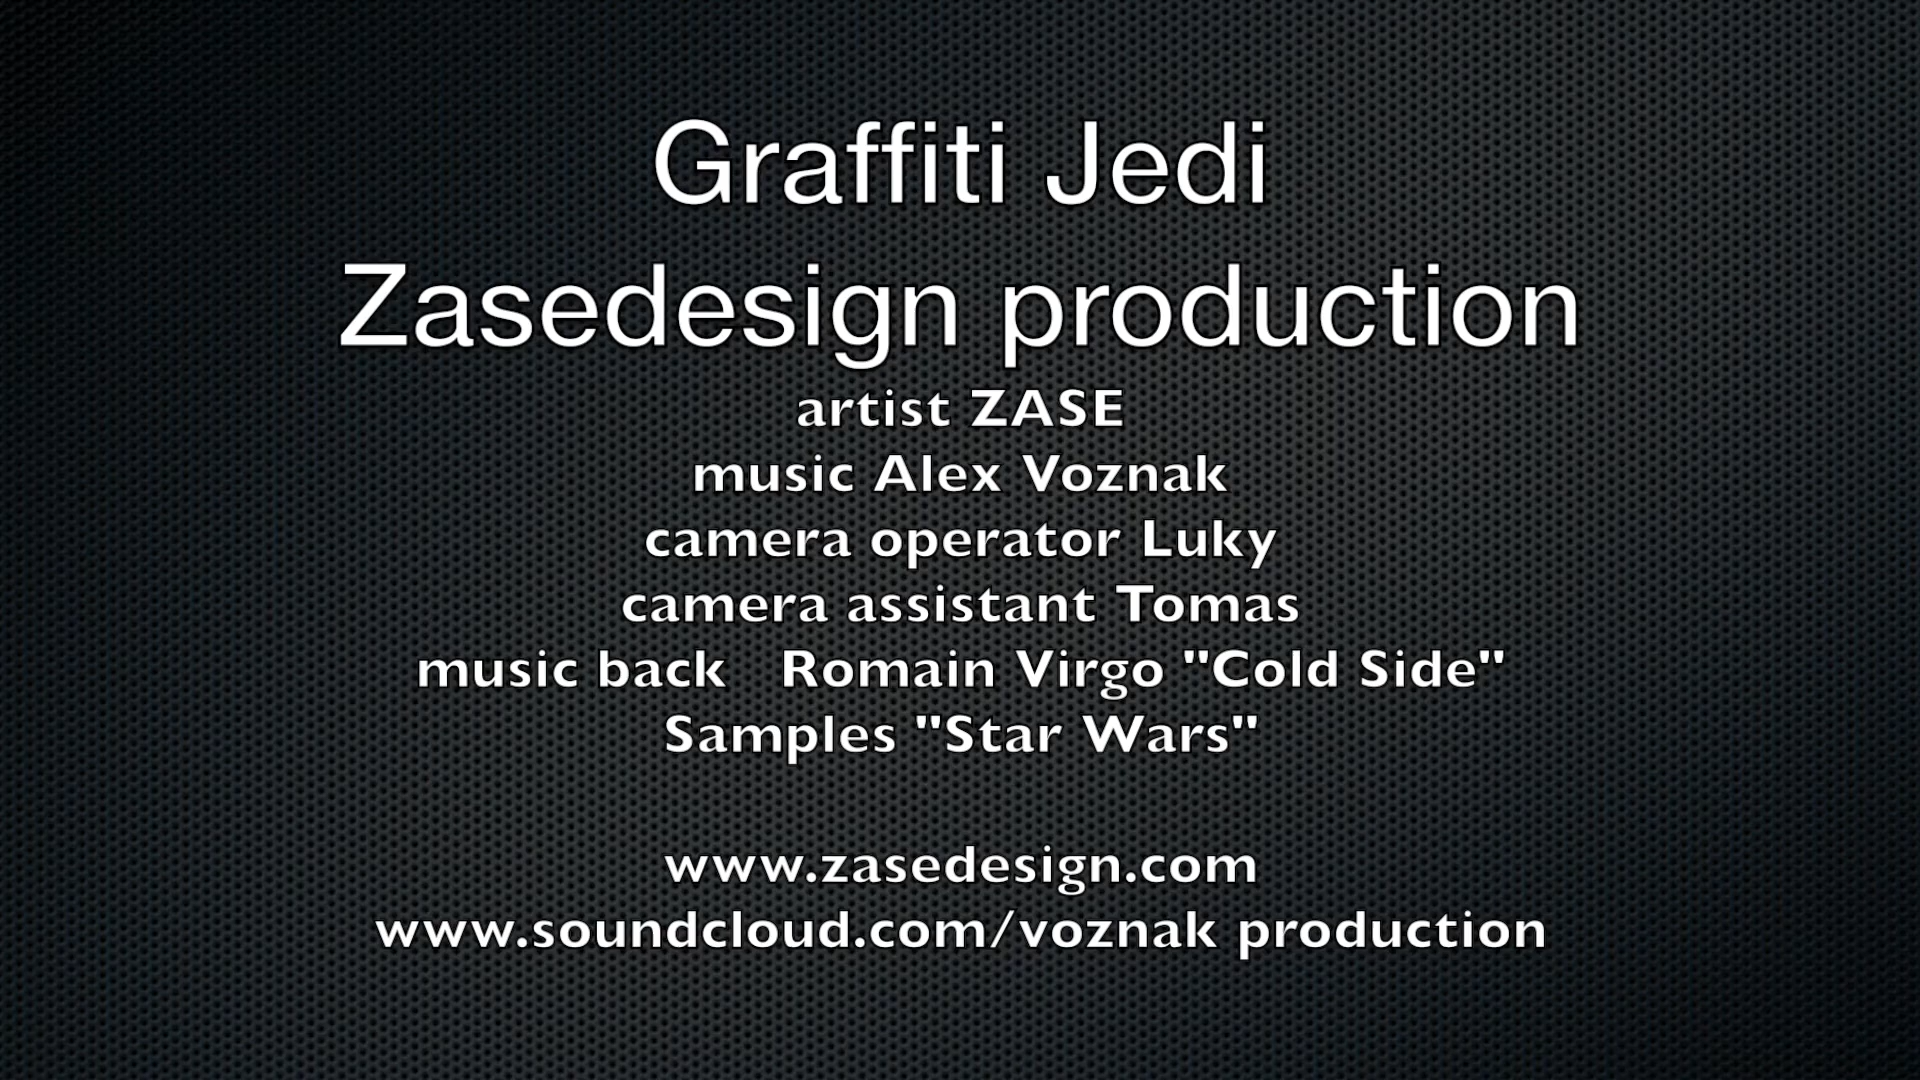 Graffiti Jedi
Zasedesign production
artist ZASE
music Alex Voznak
camera operator Luky
camera assistant Tomas
music back   Romain Virgo "Cold Side"
Samples "Star Wars"
www.zasedesign.com
www.soundcloud.com/voznak production